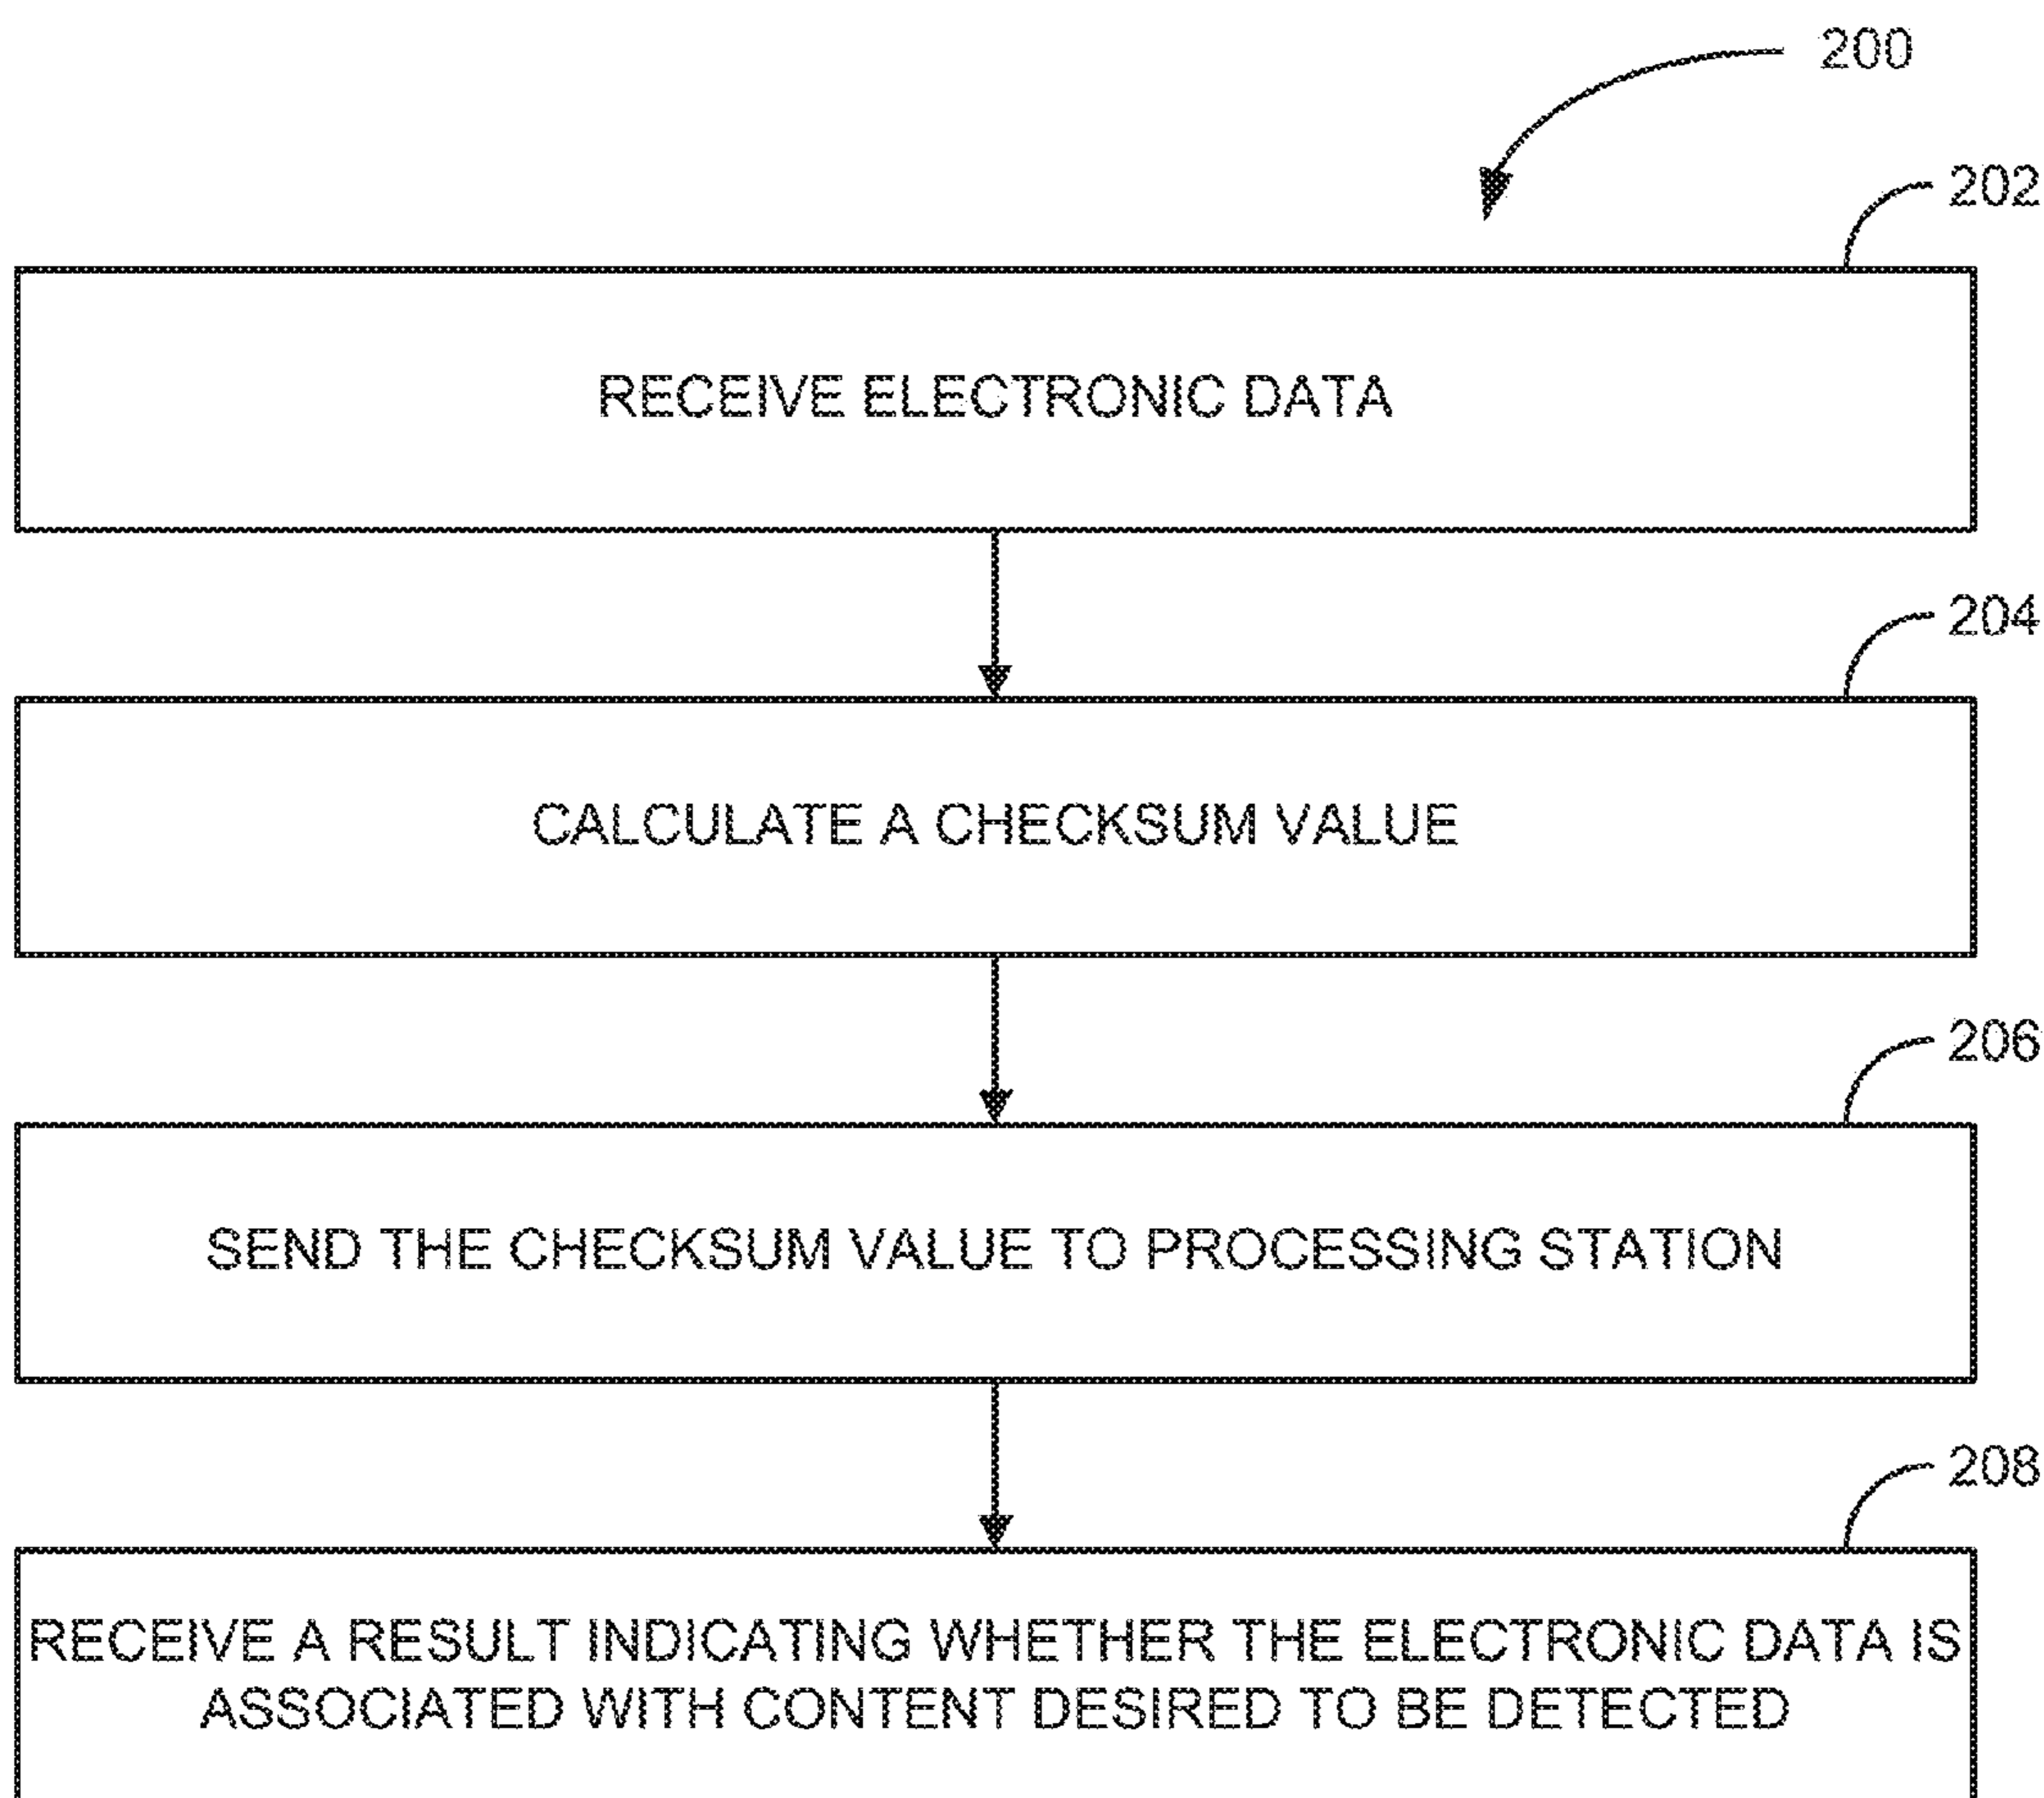 200
202
RECEIVE ELECTRONIC DATA
204
CALCULATE A CHECKSUM VALUE
206
SEND THE CHECKSUM VALUE TO PROCESSING STATION
208
RECEIVE A RESULT INDICATING WHETHER THE ELECTRONIC DATA IS
ASSOCIATED WITH CONTENT DESIRED TO BE DETECTED